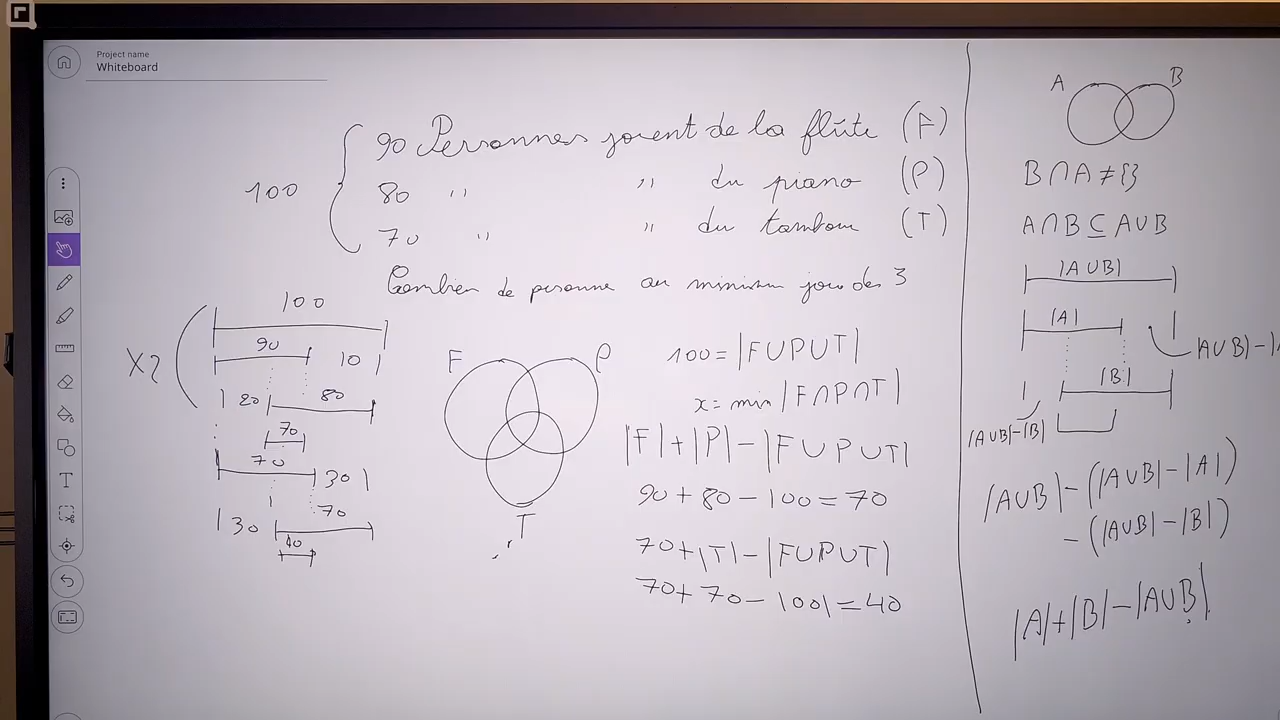 Project name
Whiteboard
100
90 Personnes jouent de la flûte (F)
80 " " du piano (P)
70 " " du tambour (T)
Combien de personne au minimum joue des 3
X2
100
90 10
20 80
70
70 30
30 70
40
F P
T
100 = |F∪P∪T|
x = min |F∩P∩T|
|F|+|P|-|F∪P∪T|
90 + 80 - 100 = 70
70+|T|-|F∪P∪T|
70+70-|100|=40
A B
B∩A≠{}
A∩B⊆A∪B
|A∪B|
|A|
|A∪B|-|
|B|
|A∪B|-|B|
|A∪B|-(|A∪B|-|A|)
-(|A∪B|-|B|)
|A|+|B|-|A∪B|